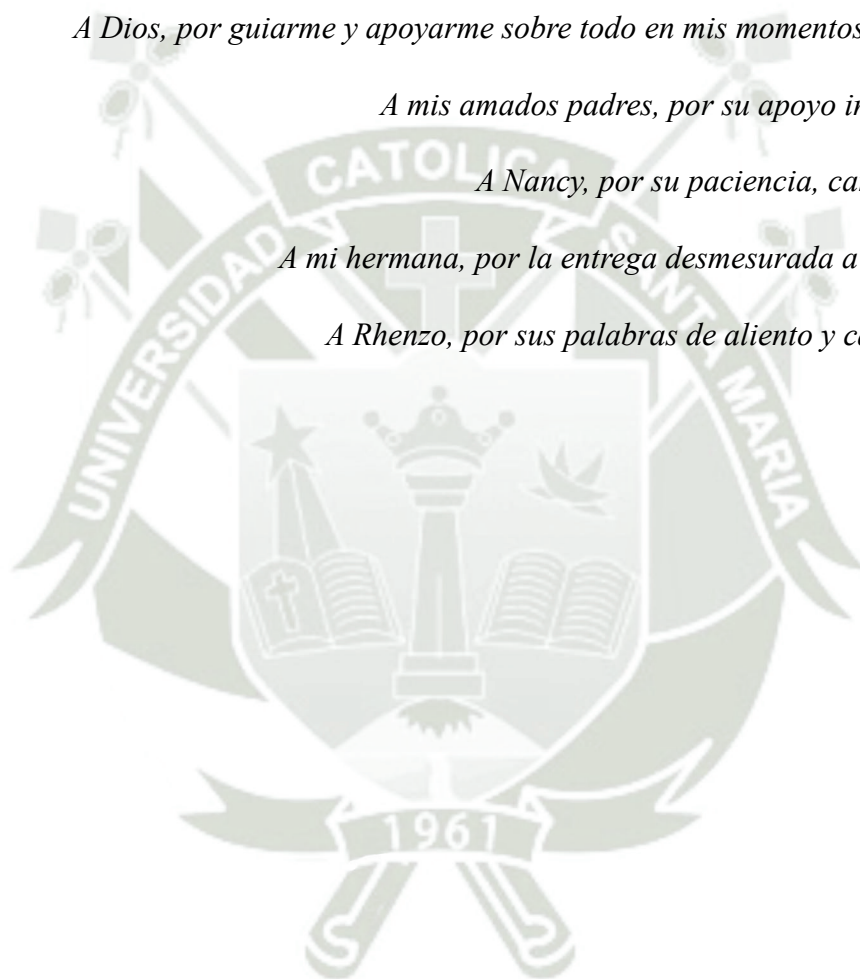 A Dios, por guiarme y apoyarme sobre todo en mis momentos
A mis amados padres, por su apoyo
A Nancy, por su paciencia,
A mi hermana, por la entrega desmesurada a
A Rhenzo, por sus palabras de aliento y
UNIVERSIDAD CATOLICA SANTA MARIA
1961